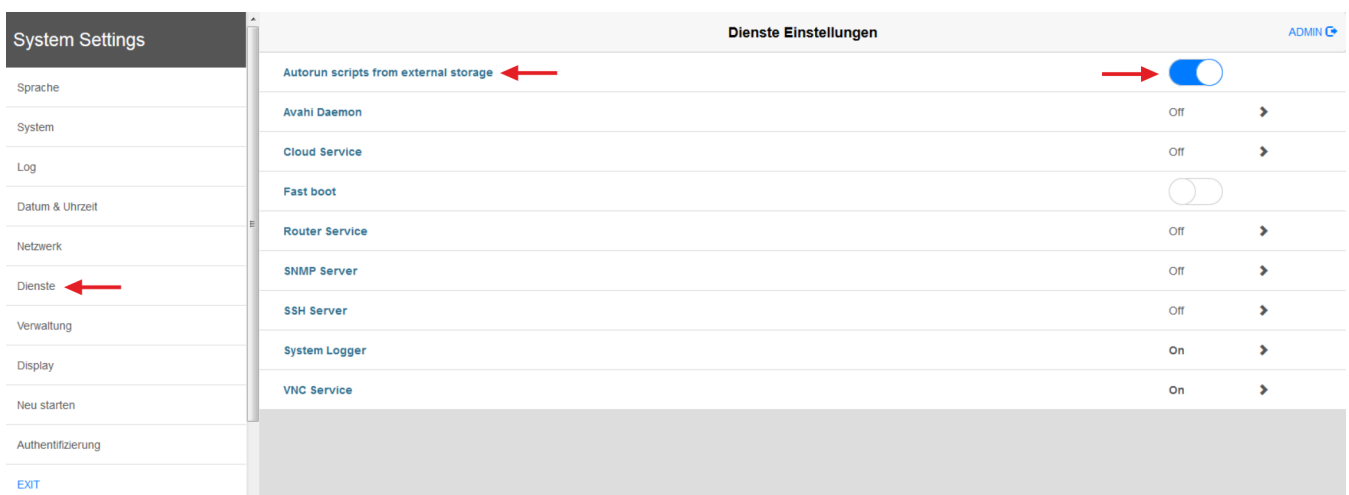 System Settings
Sprache
System
Log
Datum & Uhrzeit
Netzwerk
Dienste
Verwaltung
Display
Neu starten
Authentifizierung
EXIT
Dienste Einstellungen
ADMIN
Autorun scripts from external storage
Avahi Daemon Off
Cloud Service Off
Fast boot
Router Service Off
SNMP Server Off
SSH Server Off
System Logger On
VNC Service On